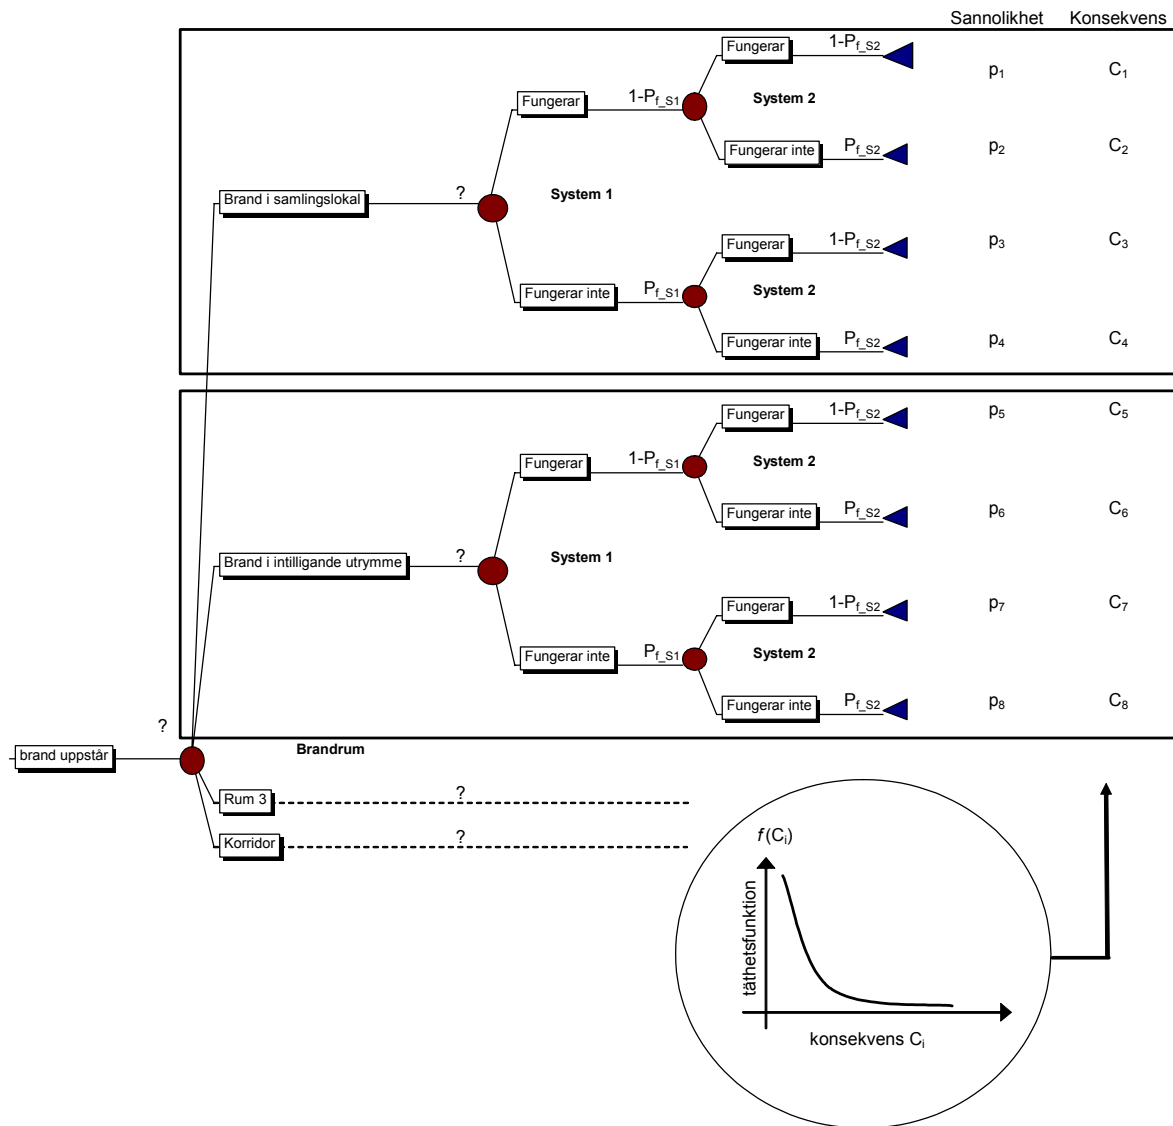 Sannolikhet Konsekvens
Fungerar 1-Pf_S2 p1 C1
Fungerar 1-Pf_S1 System 2
Fungerar inte Pf_S2 p2 C2
Brand i samlingslokal ? System 1
Fungerar 1-Pf_S2 p3 C3
Fungerar inte Pf_S1 System 2
Fungerar inte Pf_S2 p4 C4
Fungerar 1-Pf_S2 p5 C5
Fungerar 1-Pf_S1 System 2
Fungerar inte Pf_S2 p6 C6
Brand i intilligande utrymme ? System 1
Fungerar 1-Pf_S2 p7 C7
Fungerar inte Pf_S1 System 2
Fungerar inte Pf_S2 p8 C8
?
brand uppstår Brandrum
Rum 3 ?
Korridor ?
f(Ci)
täthetsfunktion
konsekvens Ci